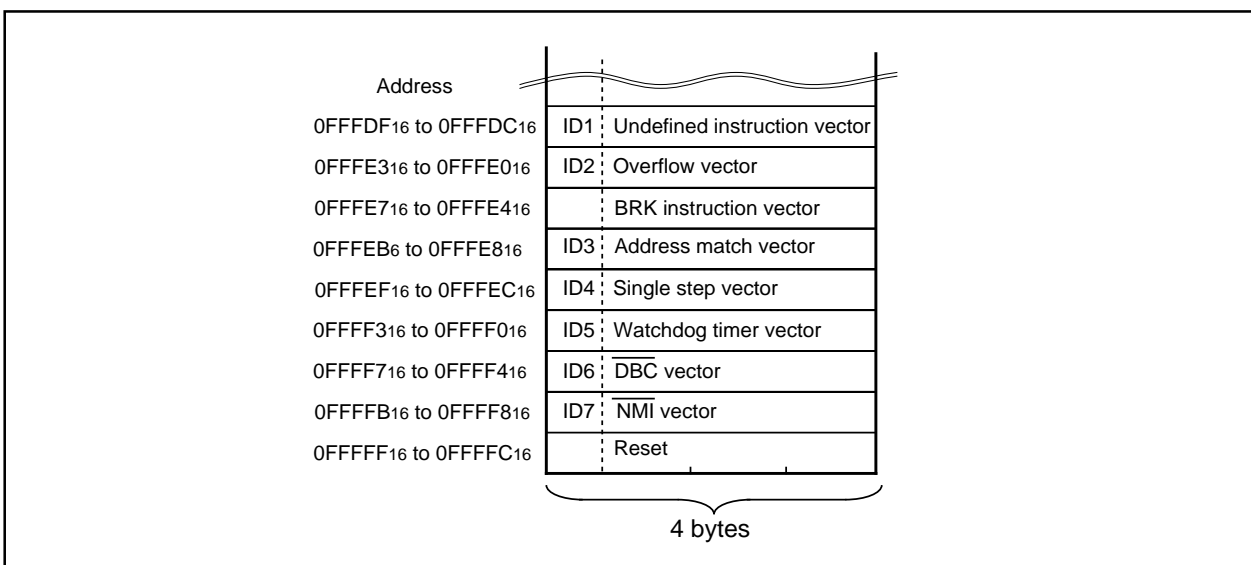 Address
0FFFDF16 to 0FFFDC16 ID1 Undefined instruction vector
0FFFE316 to 0FFFE016 ID2 Overflow vector
0FFFE716 to 0FFFE416 BRK instruction vector
0FFFEB6 to 0FFFE816 ID3 Address match vector
0FFFEF16 to 0FFFEC16 ID4 Single step vector
0FFFF316 to 0FFFF016 ID5 Watchdog timer vector
0FFFF716 to 0FFFF416 ID6 DBC vector
0FFFFB16 to 0FFFF816 ID7 NMI vector
0FFFFF16 to 0FFFFC16 Reset
4 bytes